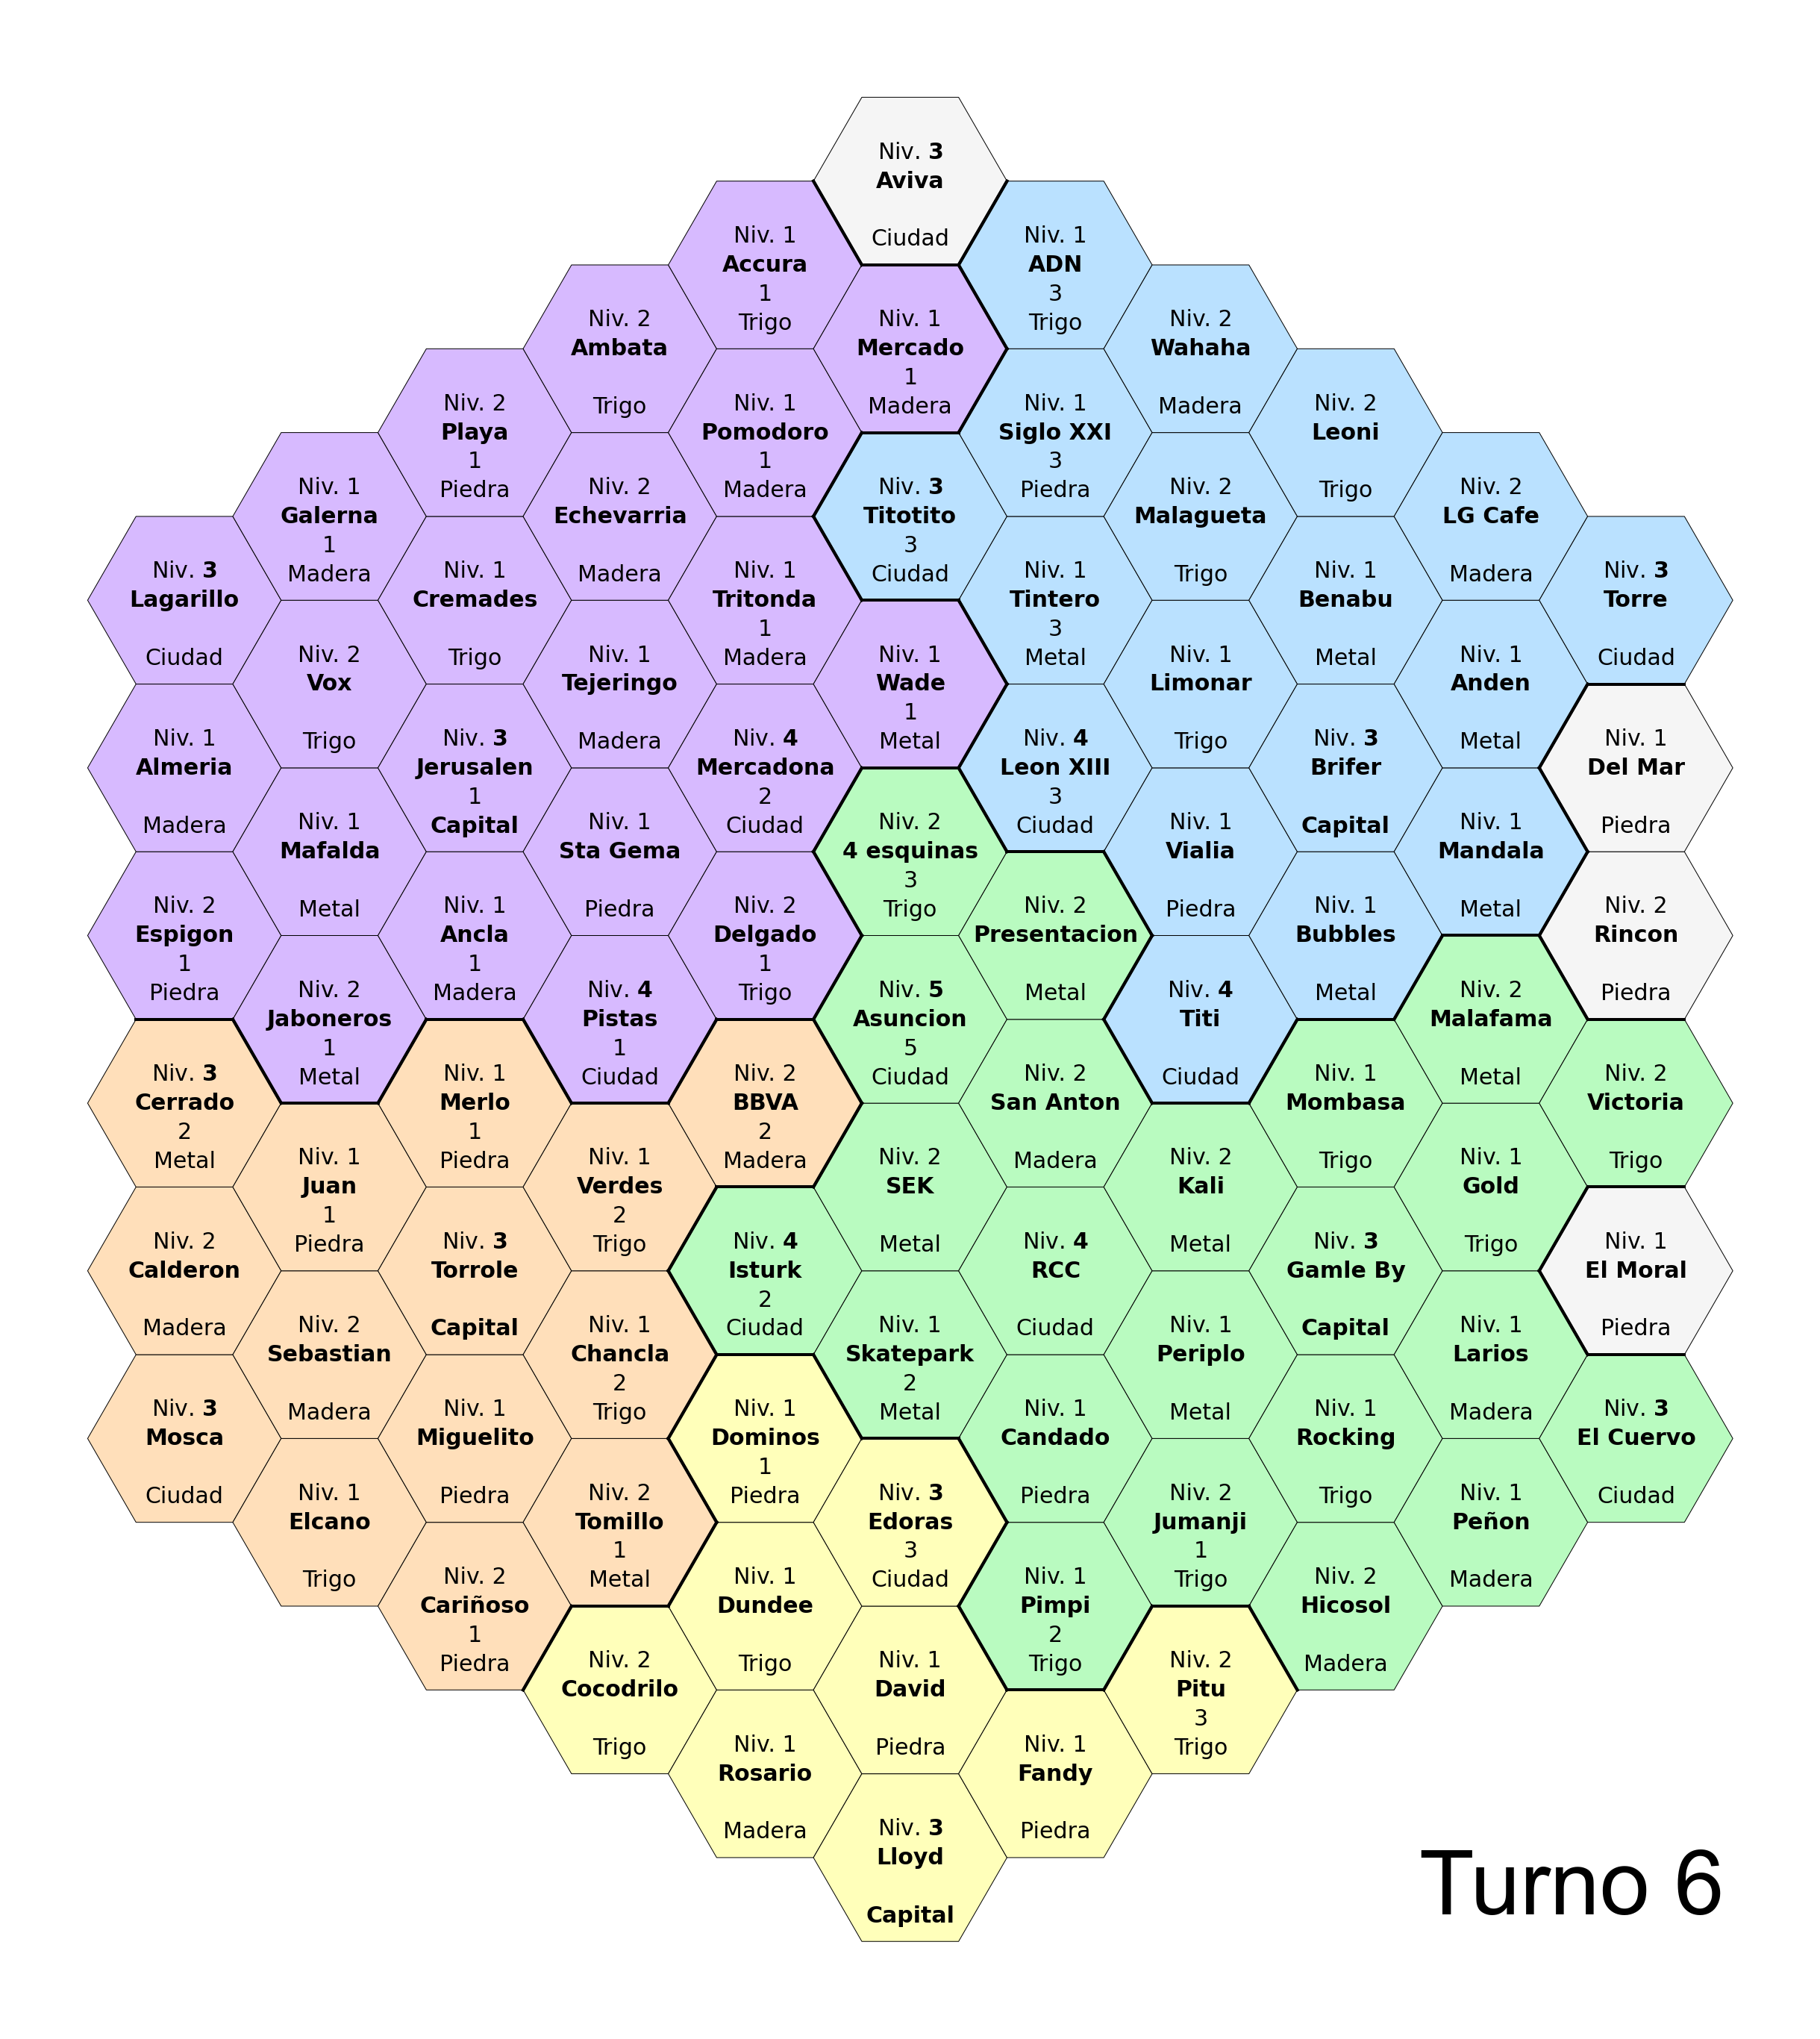 Niv. 3
Aviva
Ciudad
Niv. 1
Accura
1
Trigo
Niv. 1
ADN
3
Trigo
Niv. 2
Ambata
Trigo
Niv. 1
Mercado
1
Madera
Niv. 2
Wahaha
Madera
Niv. 2
Playa
1
Piedra
Niv. 1
Pomodoro
1
Madera
Niv. 1
Siglo XXI
3
Piedra
Niv. 2
Leoni
Trigo
Niv. 1
Galerna
1
Madera
Niv. 2
Echevarria
Madera
Niv. 3
Titotito
3
Ciudad
Niv. 2
Malagueta
Trigo
Niv. 2
LG Cafe
Madera
Niv. 3
Lagarillo
Ciudad
Niv. 1
Cremades
Trigo
Niv. 1
Tritonda
1
Madera
Niv. 1
Tintero
3
Metal
Niv. 1
Benabu
Metal
Niv. 3
Torre
Ciudad
Niv. 2
Vox
Trigo
Niv. 1
Tejeringo
Madera
Niv. 1
Wade
1
Metal
Niv. 1
Limonar
Trigo
Niv. 1
Anden
Metal
Niv. 1
Almeria
Madera
Niv. 3
Jerusalen
1
Capital
Niv. 4
Mercadona
2
Ciudad
Niv. 4
Leon XIII
3
Ciudad
Niv. 3
Brifer
Capital
Niv. 1
Del Mar
Piedra
Niv. 1
Mafalda
Metal
Niv. 1
Sta Gema
Piedra
Niv. 2
4 esquinas
3
Trigo
Niv. 1
Vialia
Piedra
Niv. 1
Mandala
Metal
Niv. 2
Espigon
1
Piedra
Niv. 1
Ancla
1
Madera
Niv. 2
Delgado
1
Trigo
Niv. 2
Presentacion
Metal
Niv. 1
Bubbles
Metal
Niv. 2
Rincon
Piedra
Niv. 2
Jaboneros
1
Metal
Niv. 4
Pistas
1
Ciudad
Niv. 5
Asuncion
5
Ciudad
Niv. 4
Titi
Ciudad
Niv. 2
Malafama
Metal
Niv. 3
Cerrado
2
Metal
Niv. 1
Merlo
1
Piedra
Niv. 2
BBVA
2
Madera
Niv. 2
San Anton
Madera
Niv. 1
Mombasa
Trigo
Niv. 2
Victoria
Trigo
Niv. 1
Juan
1
Piedra
Niv. 1
Verdes
2
Trigo
Niv. 2
SEK
Metal
Niv. 2
Kali
Metal
Niv. 1
Gold
Trigo
Niv. 2
Calderon
Madera
Niv. 3
Torrole
Capital
Niv. 4
Isturk
2
Ciudad
Niv. 4
RCC
Ciudad
Niv. 3
Gamle By
Capital
Niv. 1
El Moral
Piedra
Niv. 2
Sebastian
Madera
Niv. 1
Chancla
2
Trigo
Niv. 1
Skatepark
2
Metal
Niv. 1
Periplo
Metal
Niv. 1
Larios
Madera
Niv. 3
Mosca
Ciudad
Niv. 1
Miguelito
Piedra
Niv. 1
Dominos
1
Piedra
Niv. 1
Candado
Piedra
Niv. 1
Rocking
Trigo
Niv. 3
El Cuervo
Ciudad
Niv. 1
Elcano
Trigo
Niv. 2
Tomillo
1
Metal
Niv. 3
Edoras
3
Ciudad
Niv. 2
Jumanji
1
Trigo
Niv. 1
Peñon
Madera
Niv. 2
Cariñoso
1
Piedra
Niv. 1
Dundee
Trigo
Niv. 1
Pimpi
2
Trigo
Niv. 2
Hicosol
Madera
Niv. 2
Cocodrilo
Trigo
Niv. 1
David
Piedra
Niv. 2
Pitu
3
Trigo
Niv. 1
Rosario
Madera
Niv. 1
Fandy
Piedra
Niv. 3
Lloyd
Capital
Turno 6